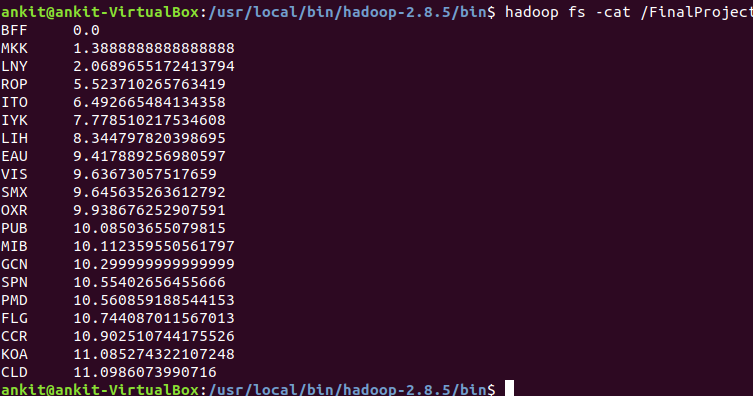 ankit@ankit-VirtualBox:/usr/local/bin/hadoop-2.8.5/bin$ hadoop fs -cat /FinalProject
BFF 0.0
MKK 1.3888888888888888
LNY 2.0689655172413794
ROP 5.523710265763419
ITO 6.492665484134358
IYK 7.778510217534608
LIH 8.344797820398695
EAU 9.417889256980597
VIS 9.63673057517659
SMX 9.645635263612792
OXR 9.938676252907591
PUB 10.08503655079815
MIB 10.112359550561797
GCN 10.299999999999999
SPN 10.55402656455666
PMD 10.560859188544153
FLG 10.744087011567013
CCR 10.902510744175526
KOA 11.085274322107248
CLD 11.0986073990716
ankit@ankit-VirtualBox:/usr/local/bin/hadoop-2.8.5/bin$